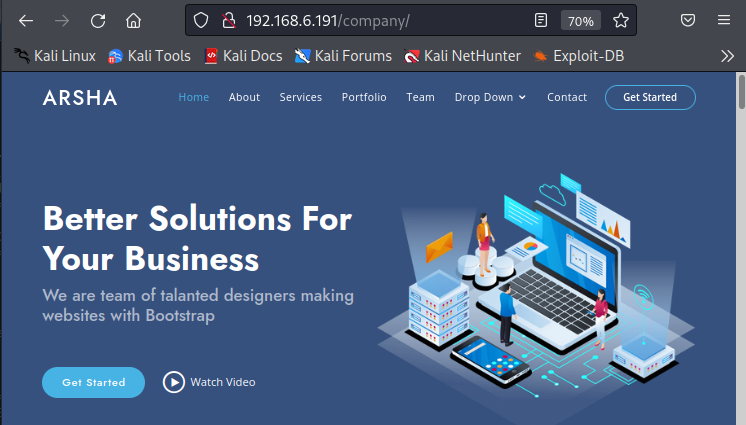 192.168.6.191/company/
70%
Kali Linux Kali Tools Kali Docs Kali Forums Kali NetHunter Exploit-DB
ARSHA Home About Services Portfolio Team Drop Down Contact Get Started
Better Solutions For
Your Business
We are team of talanted designers making
websites with Bootstrap
Get Started Watch Video